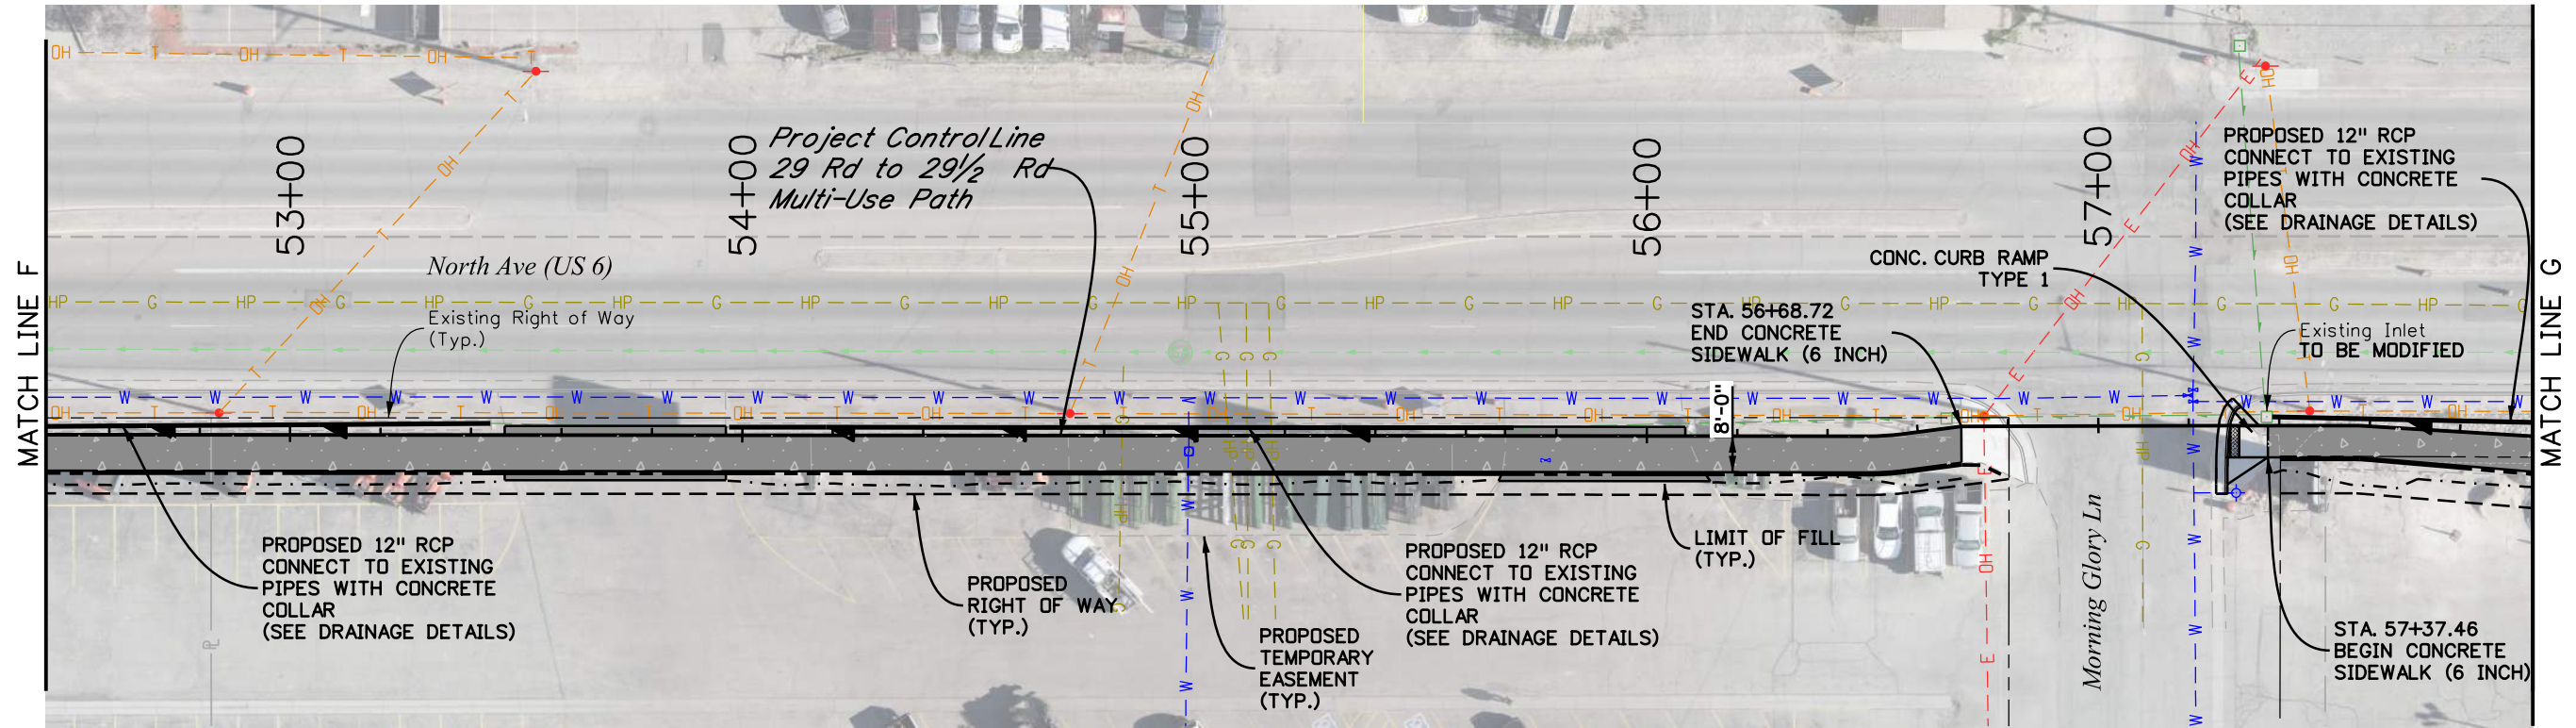 MATCH LINE F
53+00
54+00
Project Control Line
29 Rd to 29 1/2 Rd
Multi-Use Path
55+00
56+00
57+00
PROPOSED 12" RCP
CONNECT TO EXISTING
PIPES WITH CONCRETE
COLLAR
(SEE DRAINAGE DETAILS)
MATCH LINE G
North Ave (US 6)
Existing Right of Way
(Typ.)
CONC. CURB RAMP
TYPE 1
STA. 56+68.72
END CONCRETE
SIDEWALK (6 INCH)
Existing Inlet
TO BE MODIFIED
8'-0"
PROPOSED 12" RCP
CONNECT TO EXISTING
PIPES WITH CONCRETE
COLLAR
(SEE DRAINAGE DETAILS)
PROPOSED
RIGHT OF WAY
(TYP.)
PROPOSED
TEMPORARY
EASEMENT
(TYP.)
PROPOSED 12" RCP
CONNECT TO EXISTING
PIPES WITH CONCRETE
COLLAR
(SEE DRAINAGE DETAILS)
LIMIT OF FILL
(TYP.)
Morning Glory Ln
STA. 57+37.46
BEGIN CONCRETE
SIDEWALK (6 INCH)